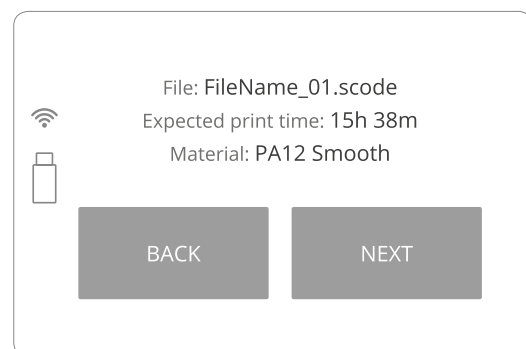 File: FileName_01.scode
Expected print time: 15h 38m
Material: PA12 Smooth
BACK
NEXT